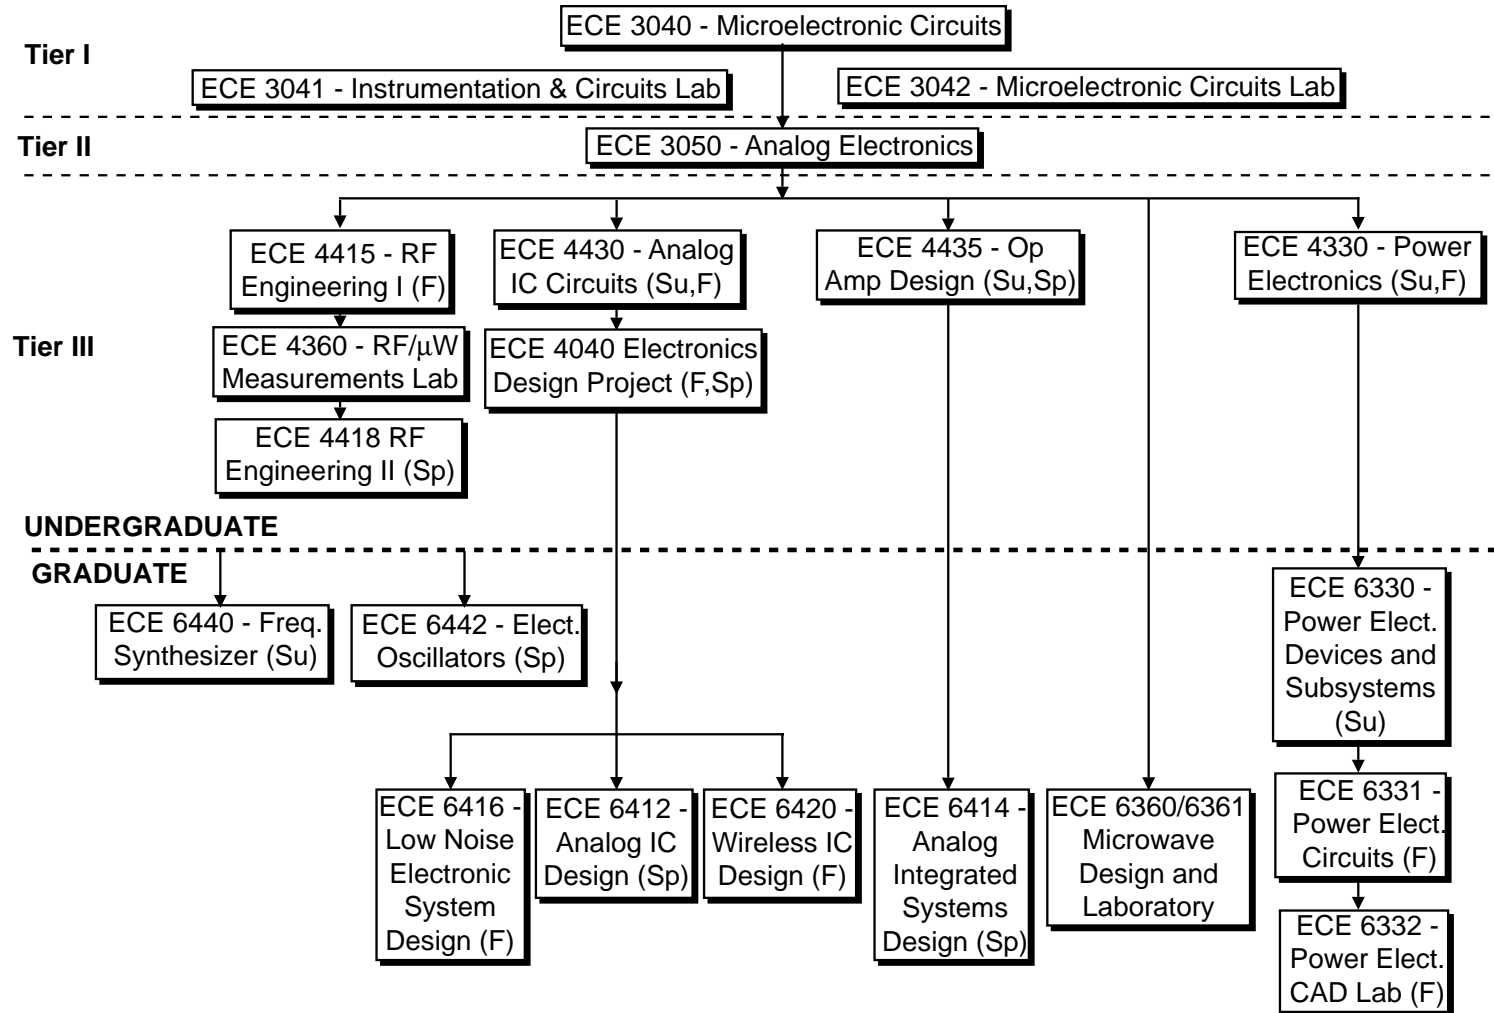 ECE 3040 - Microelectronic Circuits
Tier I
ECE 3041 - Instrumentation & Circuits Lab
ECE 3042 - Microelectronic Circuits Lab
Tier II
ECE 3050 - Analog Electronics
ECE 4415 - RF
Engineering I (F)
ECE 4430 - Analog
IC Circuits (Su,F)
ECE 4435 - Op
Amp Design (Su,Sp)
ECE 4330 - Power
Electronics (Su,F)
Tier III
ECE 4360 - RF/μW
Measurements Lab
ECE 4040 Electronics
Design Project (F,Sp)
ECE 4418 RF
Engineering II (Sp)
UNDERGRADUATE
GRADUATE
ECE 6440 - Freq.
Synthesizer (Su)
ECE 6442 - Elect.
Oscillators (Sp)
ECE 6330 -
Power Elect.
Devices and
Subsystems
(Su)
ECE 6416 -
Low Noise
Electronic
System
Design (F)
ECE 6412 -
Analog IC
Design (Sp)
ECE 6420 -
Wireless IC
Design (F)
ECE 6414 -
Analog
Integrated
Systems
Design (Sp)
ECE 6360/6361
Microwave
Design and
Laboratory
ECE 6331 -
Power Elect.
Circuits (F)
ECE 6332 -
Power Elect.
CAD Lab (F)